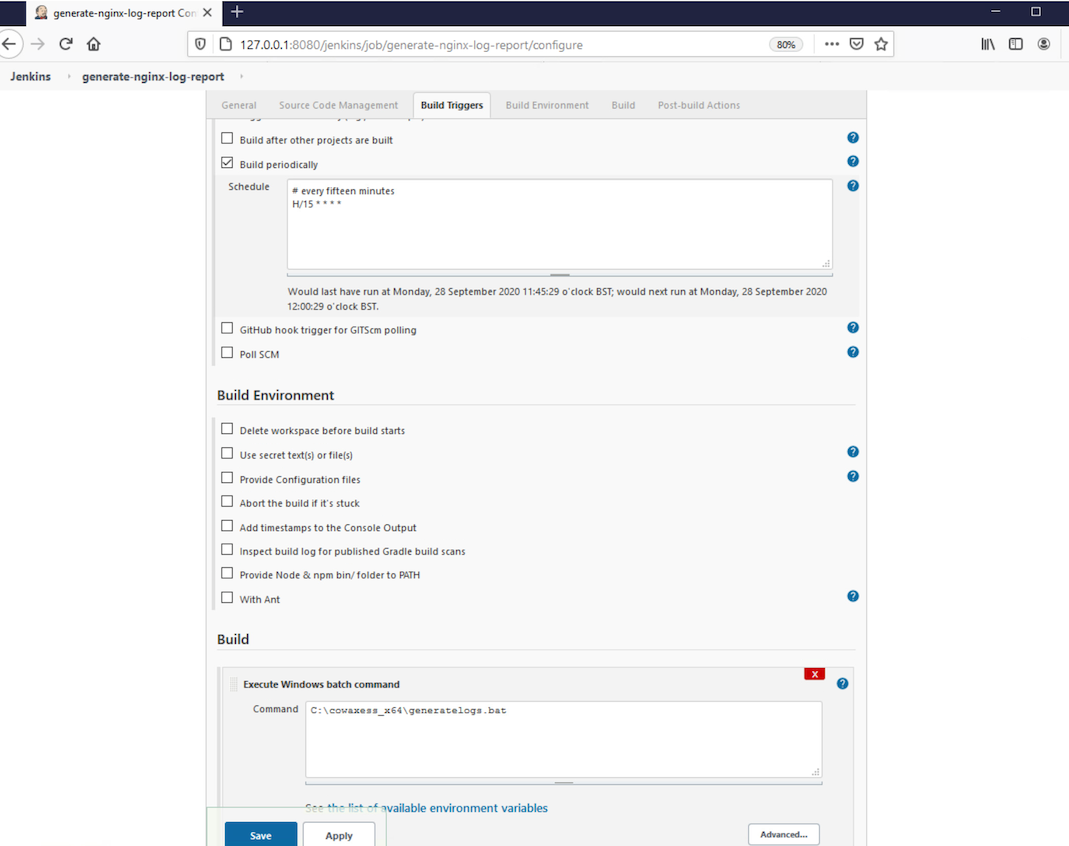 generate-nginx-log-report Con
127.0.0.1:8080/jenkins/job/generate-nginx-log-report/configure
80%
Jenkins generate-nginx-log-report
General Source Code Management Build Triggers Build Environment Build Post-build Actions
Build after other projects are built
Build periodically
Schedule
# every fifteen minutes
H/15 * * * *
Would last have run at Monday, 28 September 2020 11:45:29 o'clock BST; would next run at Monday, 28 September 2020
12:00:29 o'clock BST.
GitHub hook trigger for GITScm polling
Poll SCM
Build Environment
Delete workspace before build starts
Use secret text(s) or file(s)
Provide Configuration files
Abort the build if it's stuck
Add timestamps to the Console Output
Inspect build log for published Gradle build scans
Provide Node & npm bin/ folder to PATH
With Ant
Build
X
Execute Windows batch command
Command
C:\cowaxess_x64\generatelogs.bat
See the list of available environment variables
Save Apply Advanced...